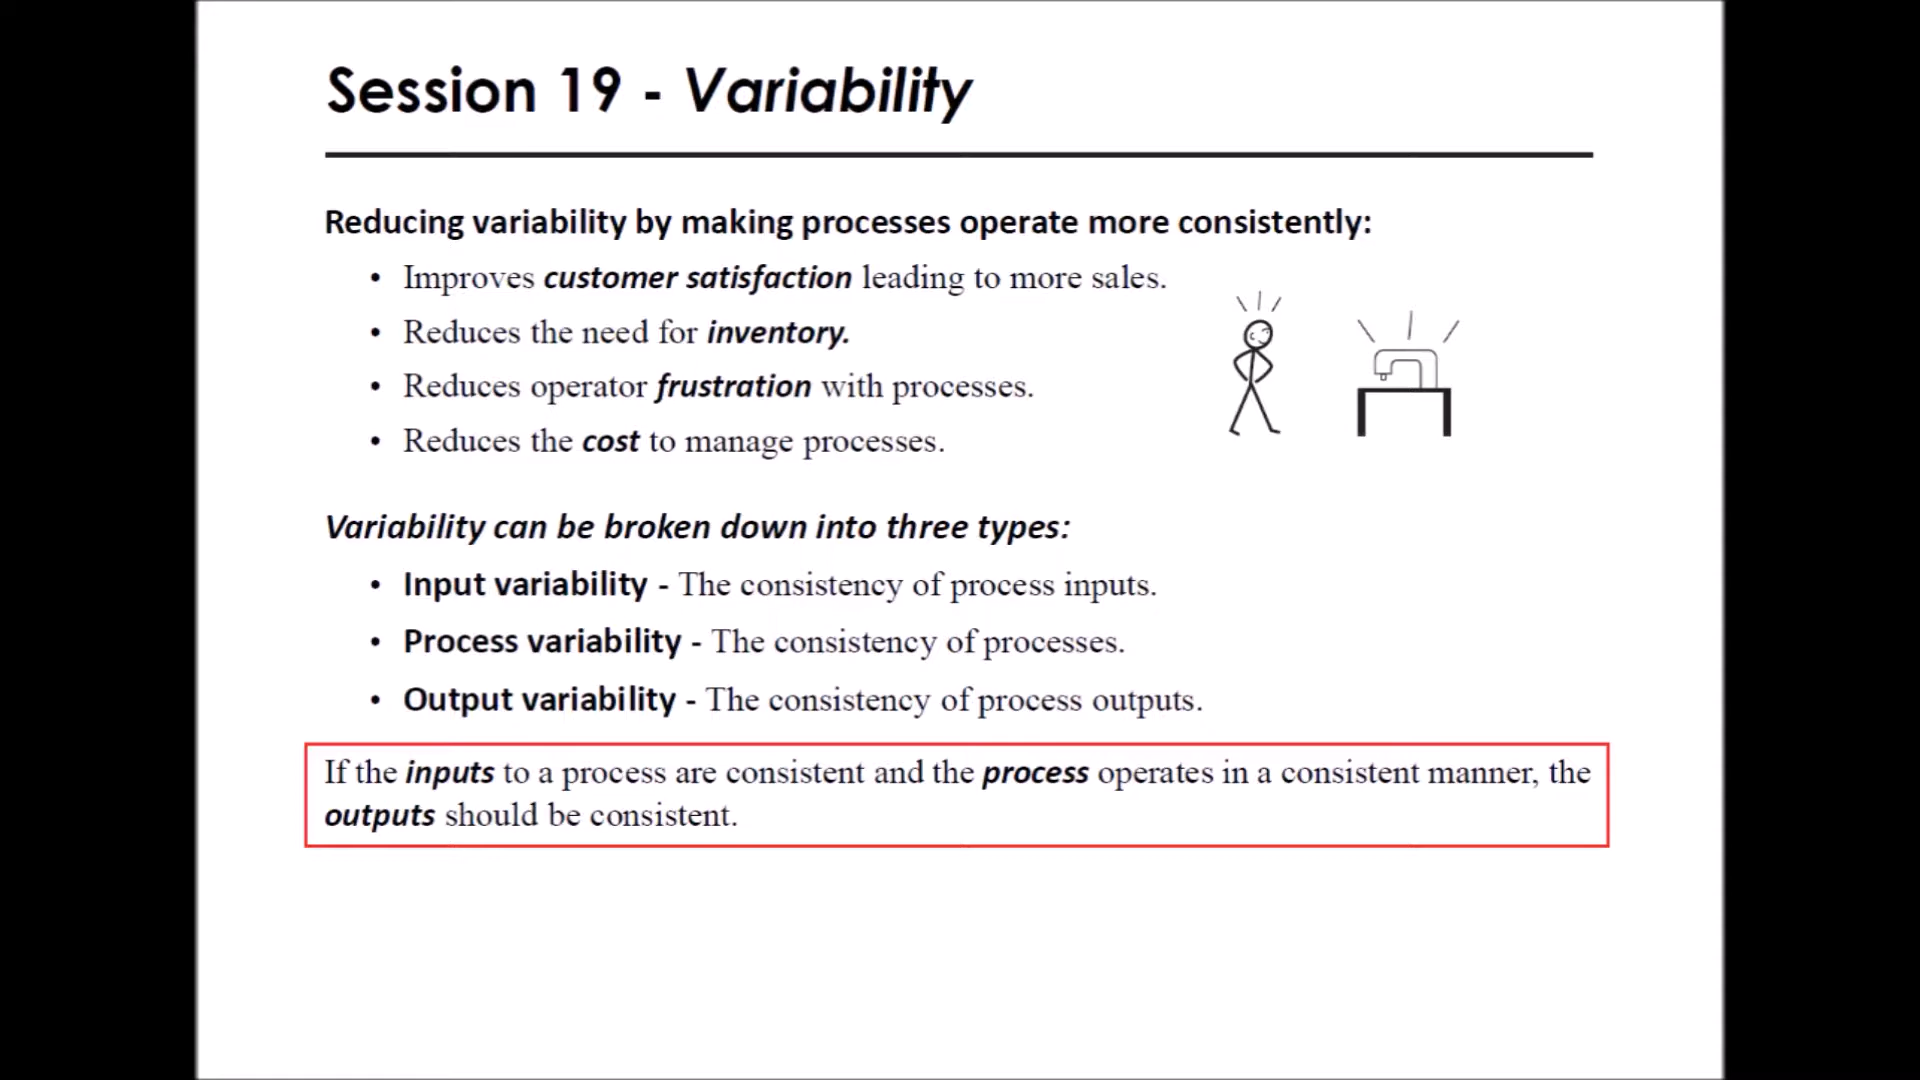 Session 19 - Variability
Reducing variability by making processes operate more consistently:
• Improves customer satisfaction leading to more sales.
• Reduces the need for inventory.
• Reduces operator frustration with processes.
• Reduces the cost to manage processes.
Variability can be broken down into three types:
• Input variability - The consistency of process inputs.
• Process variability - The consistency of processes.
• Output variability - The consistency of process outputs.
If the inputs to a process are consistent and the process operates in a consistent manner, the
outputs should be consistent.